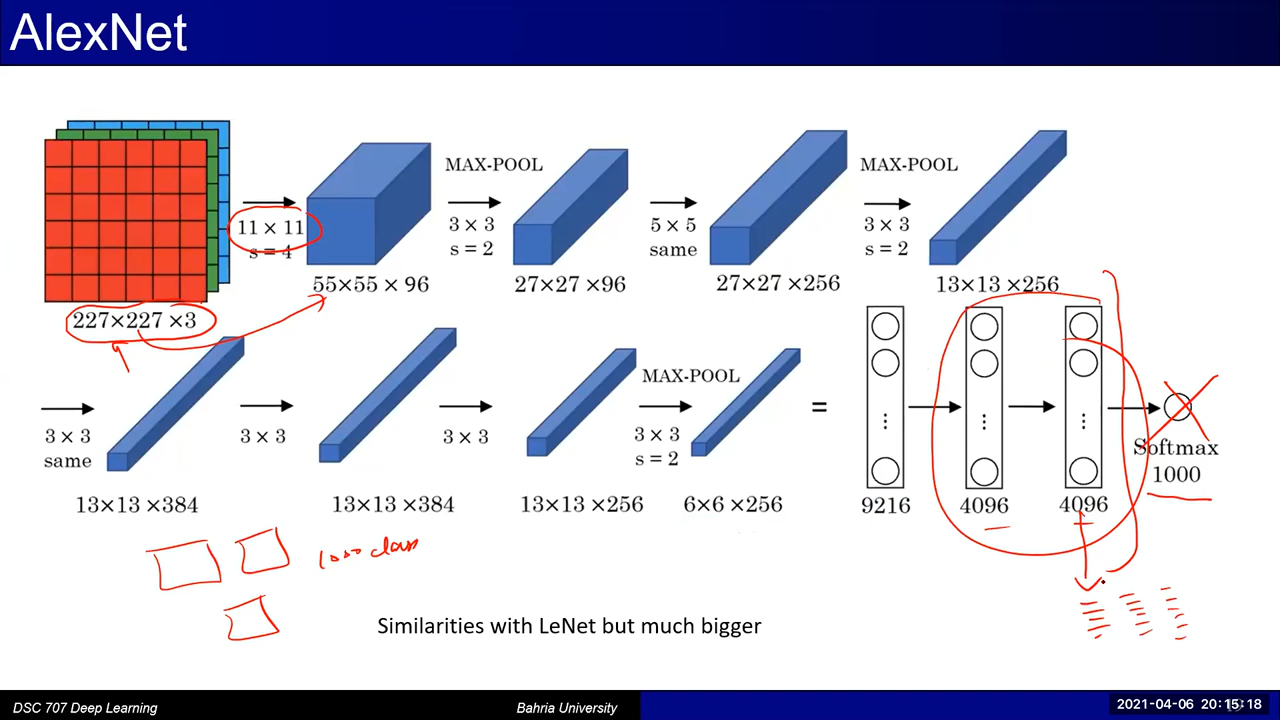 AlexNet
MAX-POOL
MAX-POOL
11 × 11
s = 4
3 × 3
s = 2
5 × 5
same
3 × 3
s = 2
227×227 ×3
55×55 × 96
27×27 ×96
27×27 ×256
13×13 ×256
MAX-POOL
=
3 × 3
same
3 × 3
3 × 3
3 × 3
s = 2
Softmax
1000
13×13 ×384
13×13 ×384
13×13 ×256
6×6 ×256
9216
4096
4096
1000 class
Similarities with LeNet but much bigger
DSC 707 Deep Learning
Bahria University
2021-04-06 20:15:18